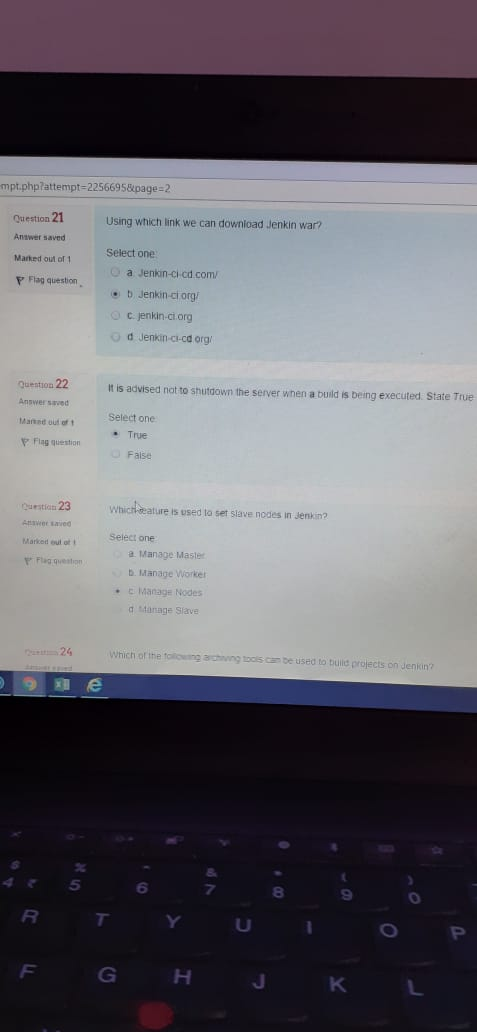 mpt.php?attempt=2256695&page=2
Question 21
Answer saved
Marked out of 1
Flag question
Using which link we can download Jenkin war?
Select one:
a. Jenkin-ci-cd.com/
b. Jenkin-ci.org/
c. jenkin-ci.org
d. Jenkin-ci-cd.org/
Question 22
Answer saved
Marked out of 1
Flag question
It is advised not to shutdown the server when a build is being executed. State True
Select one:
True
False
Question 23
Answer saved
Marked out of 1
Flag question
Which feature is used to set slave nodes in Jenkin?
Select one:
a. Manage Master
b. Manage Worker
c. Manage Nodes
d. Manage Slave
Question 24
Answer saved
Which of the following archiving tools can be used to build projects on Jenkin?
$ % ^ & * ( )
4 ₹ 5 6 7 8 9 0
R T Y U I O P
F G H J K L